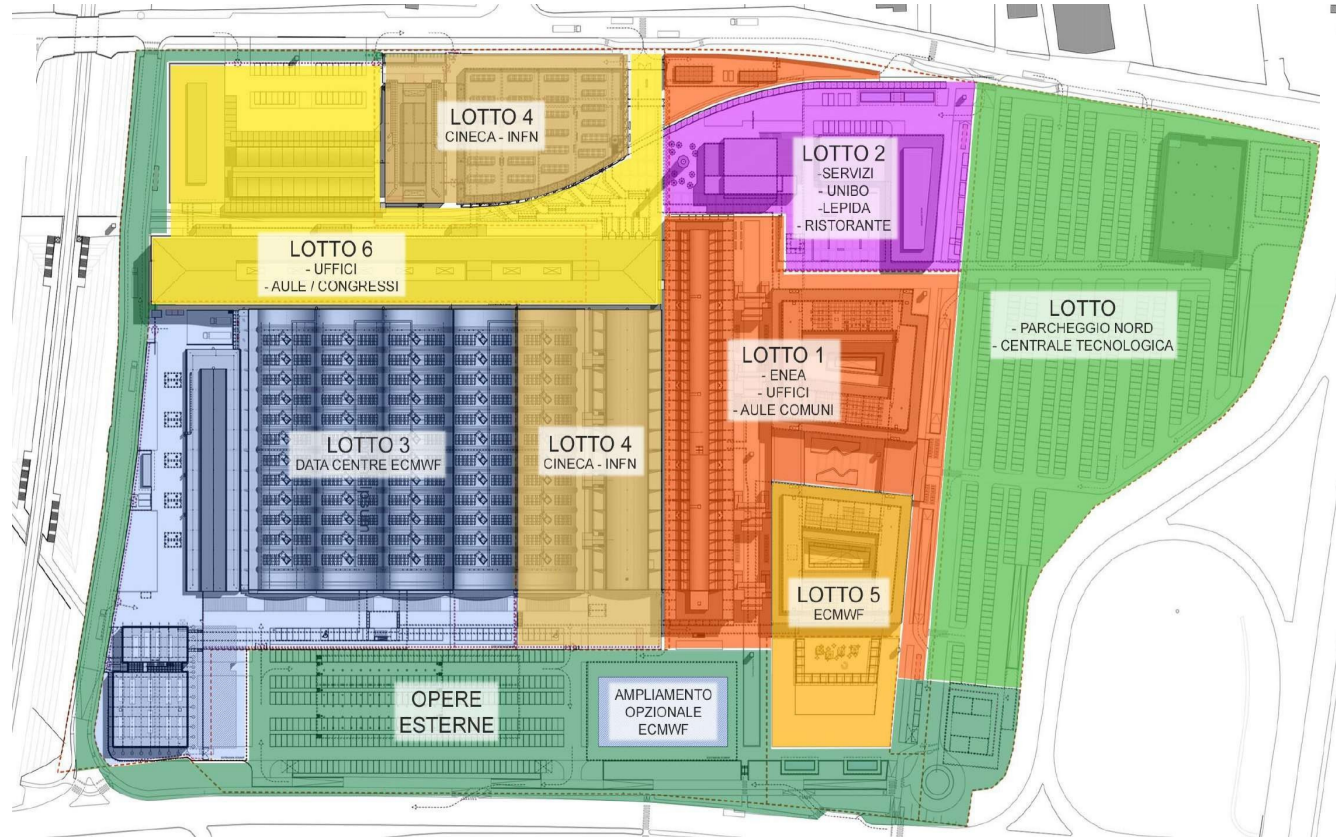 LOTTO 4
CINECA - INFN
LOTTO 2
-SERVIZI
- UNIBO
-LEPIDA
- RISTORANTE
LOTTO 6
- UFFICI
- AULE / CONGRESSI
LOTTO
- PARCHEGGIO NORD
- CENTRALE TECNOLOGICA
LOTTO 1
- ENEA
- UFFICI
- AULE COMUNI
LOTTO 3
DATA CENTRE ECMWF
LOTTO 4
CINECA - INFN
LOTTO 5
ECMWF
OPERE
ESTERNE
AMPLIAMENTO
OPZIONALE
ECMWF